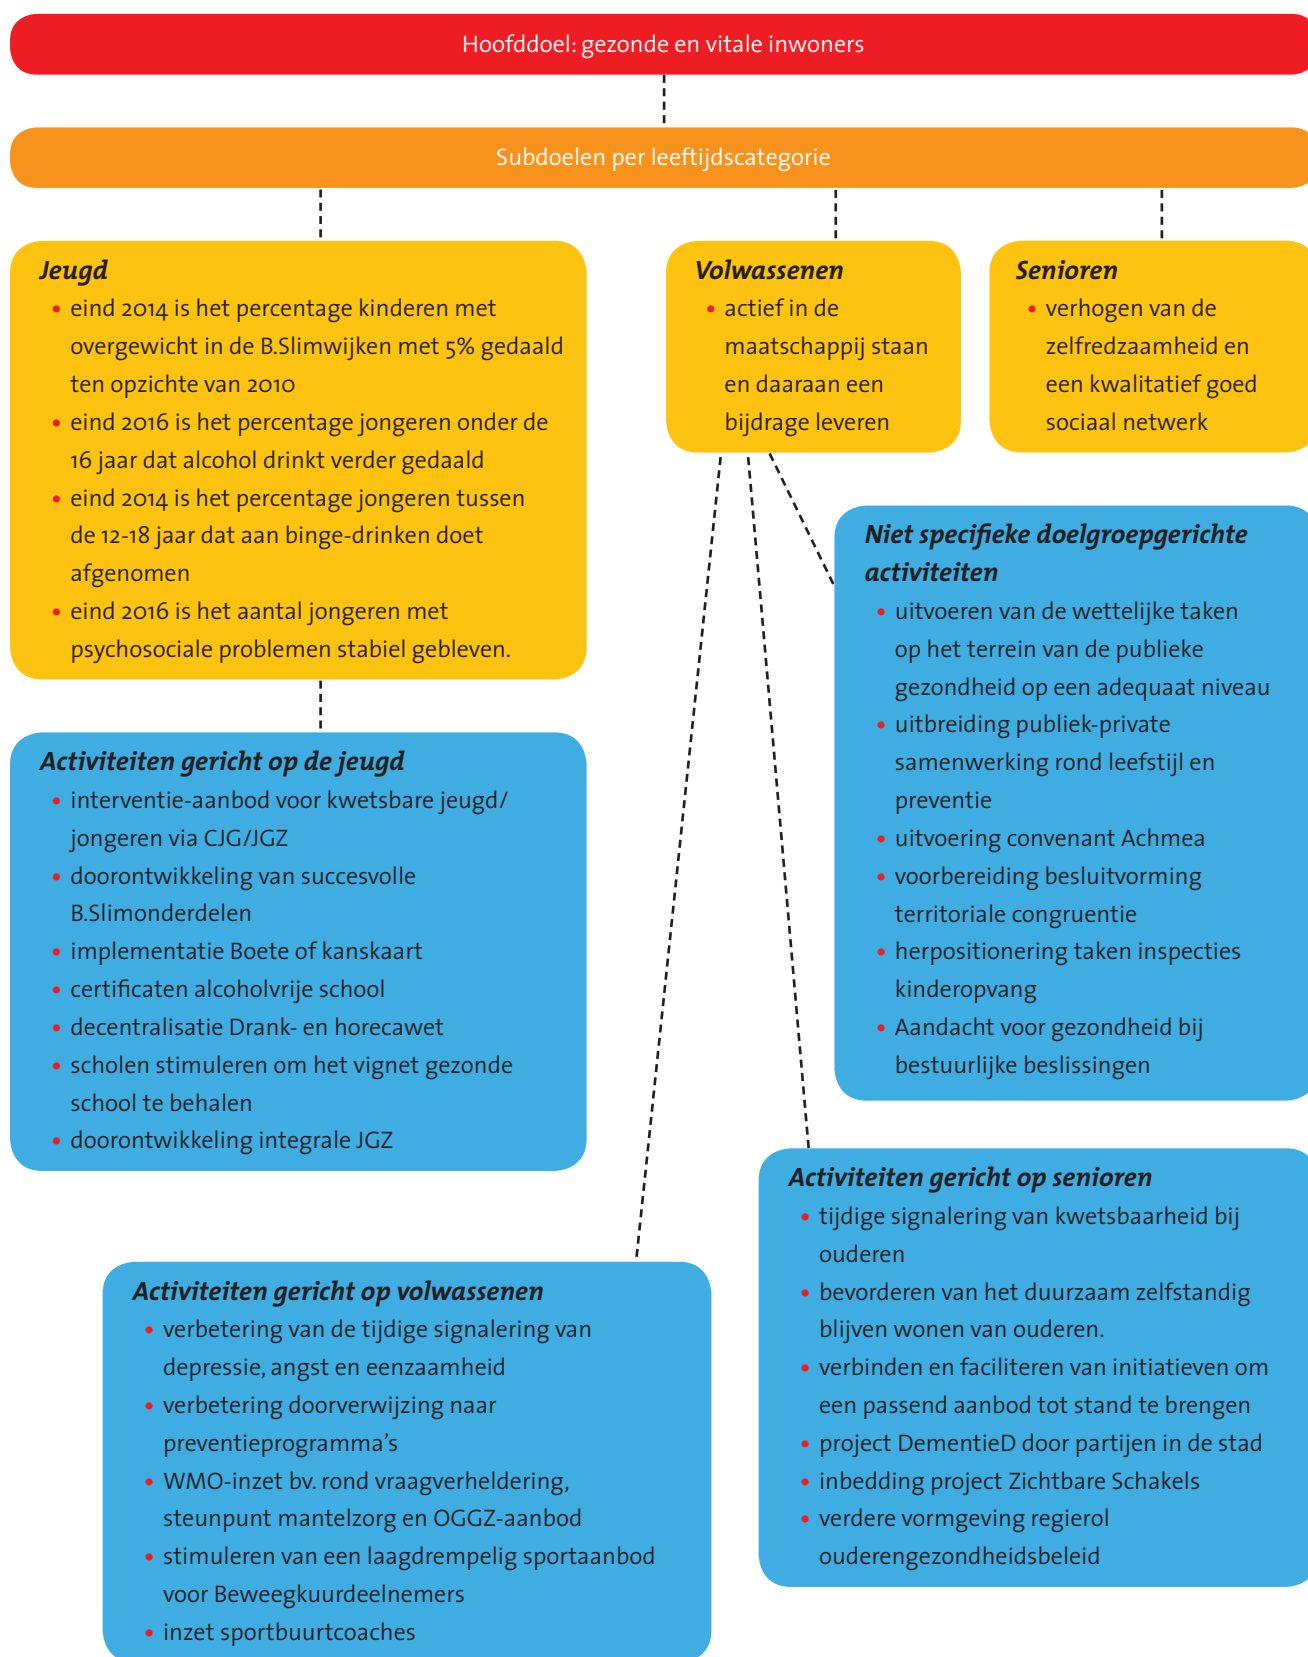 Hoofddoel: gezonde en vitale inwoners
Subdoelen per leeftijdscategorie
Jeugd
• eind 2014 is het percentage kinderen met
overgewicht in de B.Slimwijken met 5% gedaald
ten opzichte van 2010
• eind 2016 is het percentage jongeren onder de
16 jaar dat alcohol drinkt verder gedaald
• eind 2014 is het percentage jongeren tussen
de 12-18 jaar dat aan binge-drinken doet
afgenomen
• eind 2016 is het aantal jongeren met
psychosociale problemen stabiel gebleven.
Volwassenen
• actief in de
maatschappij staan
en daaraan een
bijdrage leveren
Senioren
• verhogen van de
zelfredzaamheid en
een kwalitatief goed
sociaal netwerk
Niet specifieke doelgroepgerichte
activiteiten
• uitvoeren van de wettelijke taken
op het terrein van de publieke
gezondheid op een adequaat niveau
• uitbreiding publiek-private
samenwerking rond leefstijl en
preventie
• uitvoering convenant Achmea
• voorbereiding besluitvorming
territoriale congruentie
• herpositionering taken inspecties
kinderopvang
• Aandacht voor gezondheid bij
bestuurlijke beslissingen
Activiteiten gericht op de jeugd
• interventie-aanbod voor kwetsbare jeugd/
jongeren via CJG/JGZ
• doorontwikkeling van succesvolle
B.Slimonderdelen
• implementatie Boete of kanskaart
• certificaten alcoholvrije school
• decentralisatie Drank- en horecawet
• scholen stimuleren om het vignet gezonde
school te behalen
• doorontwikkeling integrale JGZ
Activiteiten gericht op senioren
• tijdige signalering van kwetsbaarheid bij
ouderen
• bevorderen van het duurzaam zelfstandig
blijven wonen van ouderen.
• verbinden en faciliteren van initiatieven om
een passend aanbod tot stand te brengen
• project DementieD door partijen in de stad
• inbedding project Zichtbare Schakels
• verdere vormgeving regierol
ouderengezondheidsbeleid
Activiteiten gericht op volwassenen
• verbetering van de tijdige signalering van
depressie, angst en eenzaamheid
• verbetering doorverwijzing naar
preventieprogramma's
• WMO-inzet bv. rond vraagverheldering,
steunpunt mantelzorg en OGGZ-aanbod
• stimuleren van een laagdrempelig sportaanbod
voor Beweegkuurdeelnemers
• inzet sportbuurtcoaches